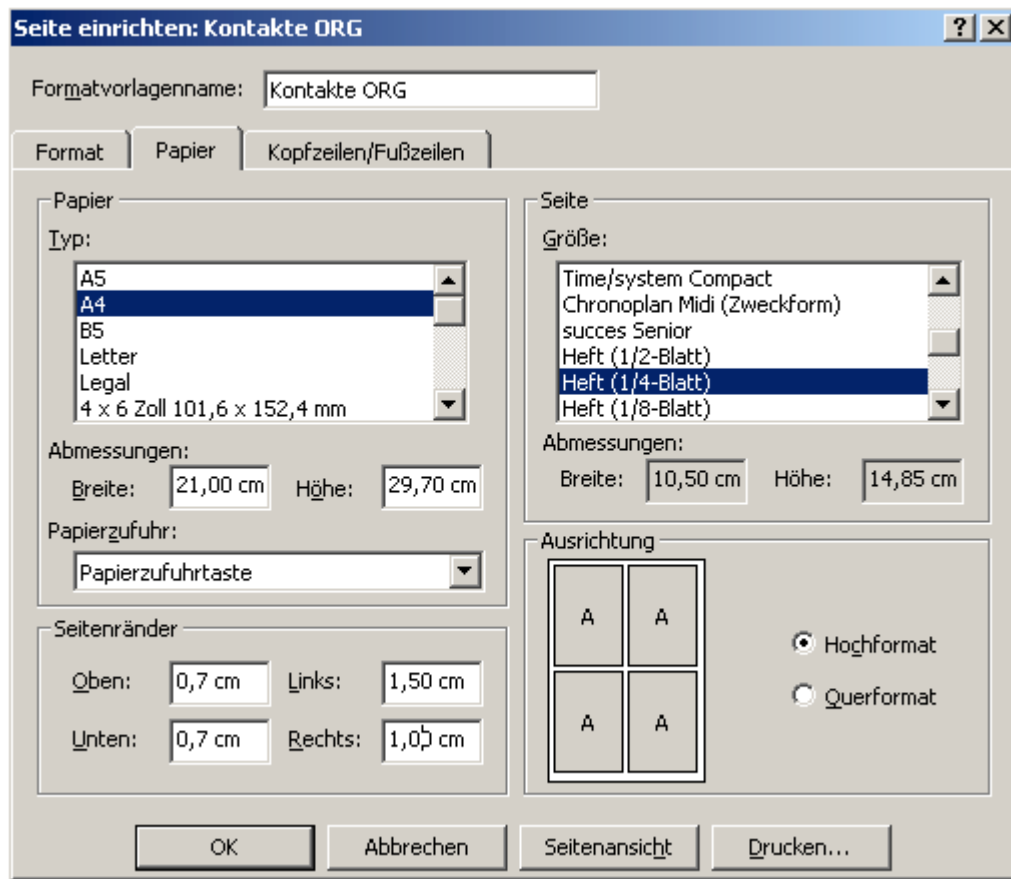 Seite einrichten: Kontakte ORG
Formatvorlagenname: Kontakte ORG
Format Papier Kopfzeilen/Fußzeilen
Papier
Typ:
A5
A4
B5
Letter
Legal
4 x 6 Zoll 101,6 x 152,4 mm
Abmessungen:
Breite: 21,00 cm Höhe: 29,70 cm
Papierzufuhr:
Papierzufuhrtaste
Seitenränder
Oben: 0,7 cm Links: 1,50 cm
Unten: 0,7 cm Rechts: 1,00 cm
Seite
Größe:
Time/system Compact
Chronoplan Midi (Zweckform)
succes Senior
Heft (1/2-Blatt)
Heft (1/4-Blatt)
Heft (1/8-Blatt)
Abmessungen:
Breite: 10,50 cm Höhe: 14,85 cm
Ausrichtung
A A
A A
Hochformat
Querformat
OK Abbrechen Seitenansicht Drucken...